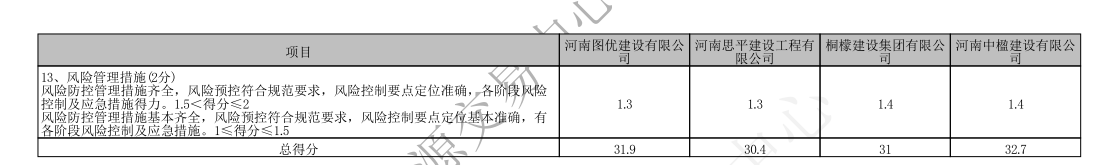 项目 河南图优建设有限公司 河南思平建设工程有限公司 桐檬建设集团有限公司 河南中楹建设有限公司
13、风险管理措施(2分)
风险防控管理措施齐全，风险预控符合规范要求，风险控制要点定位准确，各阶段风险
控制及应急措施得力。1.5＜得分≤2
风险防控管理措施基本齐全，风险预控符合规范要求，风险控制要点定位基本准确，有
各阶段风险控制及应急措施。1≤得分≤1.5
1.3 1.3 1.4 1.4
总得分 31.9 30.4 31 32.7
源交易中心